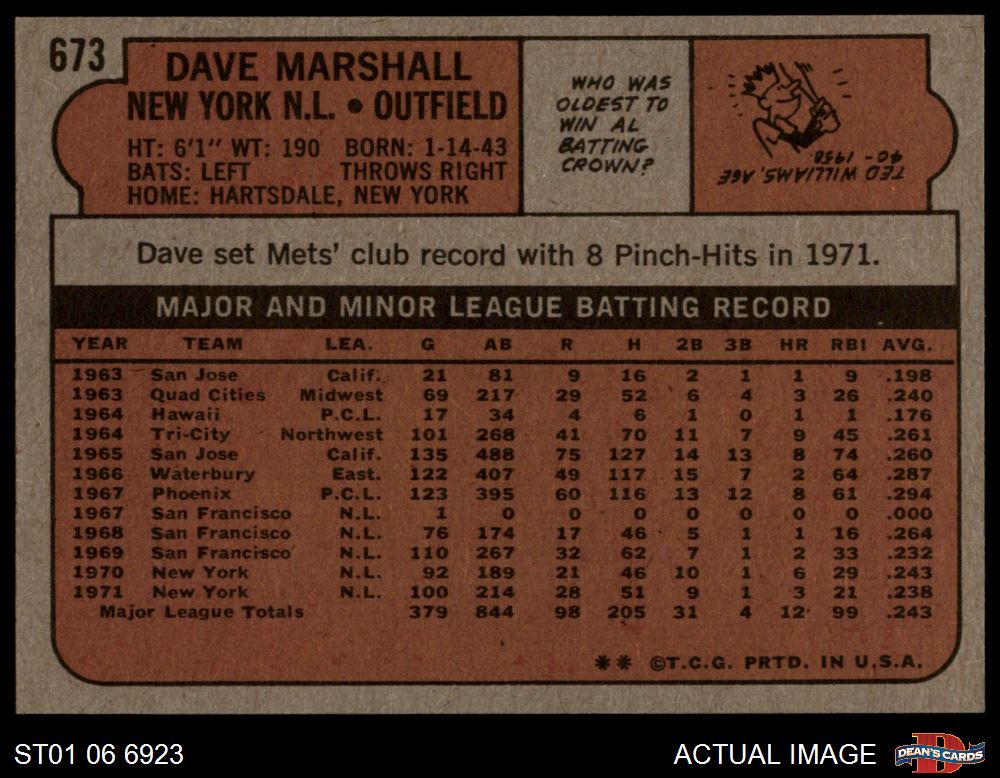 673
DAVE MARSHALL
NEW YORK N.L. • OUTFIELD
HT: 6'1" WT: 190 BORN: 1-14-43
BATS: LEFT THROWS RIGHT
HOME: HARTSDALE, NEW YORK
WHO WAS
OLDEST TO
WIN AL
BATTING
CROWN?
TED WILLIAMS, AGE
40 - 1958.
Dave set Mets' club record with 8 Pinch-Hits in 1971.
MAJOR AND MINOR LEAGUE BATTING RECORD
YEAR TEAM LEA. G AB R H 2B 3B HR RBI AVG.
1963 San Jose Calif. 21 81 9 16 2 1 1 9 .198
1963 Quad Cities Midwest 69 217 29 52 6 4 3 26 .240
1964 Hawaii P.C.L. 17 34 4 6 1 0 1 1 .176
1964 Tri-City Northwest 101 268 41 70 11 7 9 45 .261
1965 San Jose Calif. 135 488 75 127 14 13 8 74 .260
1966 Waterbury East. 122 407 49 117 15 7 2 64 .287
1967 Phoenix P.C.L. 123 395 60 116 13 12 8 61 .294
1967 San Francisco N.L. 1 0 0 0 0 0 0 0 .000
1968 San Francisco N.L. 76 174 17 46 5 1 1 16 .264
1969 San Francisco N.L. 110 267 32 62 7 1 2 33 .232
1970 New York N.L. 92 189 21 46 10 1 6 29 .243
1971 New York N.L. 100 214 28 51 9 1 3 21 .238
Major League Totals 379 844 98 205 31 4 12 99 .243
** ©T.C.G. PRTD. IN U.S.A.
ST01 06 6923
ACTUAL IMAGE
DEAN'S CARDS